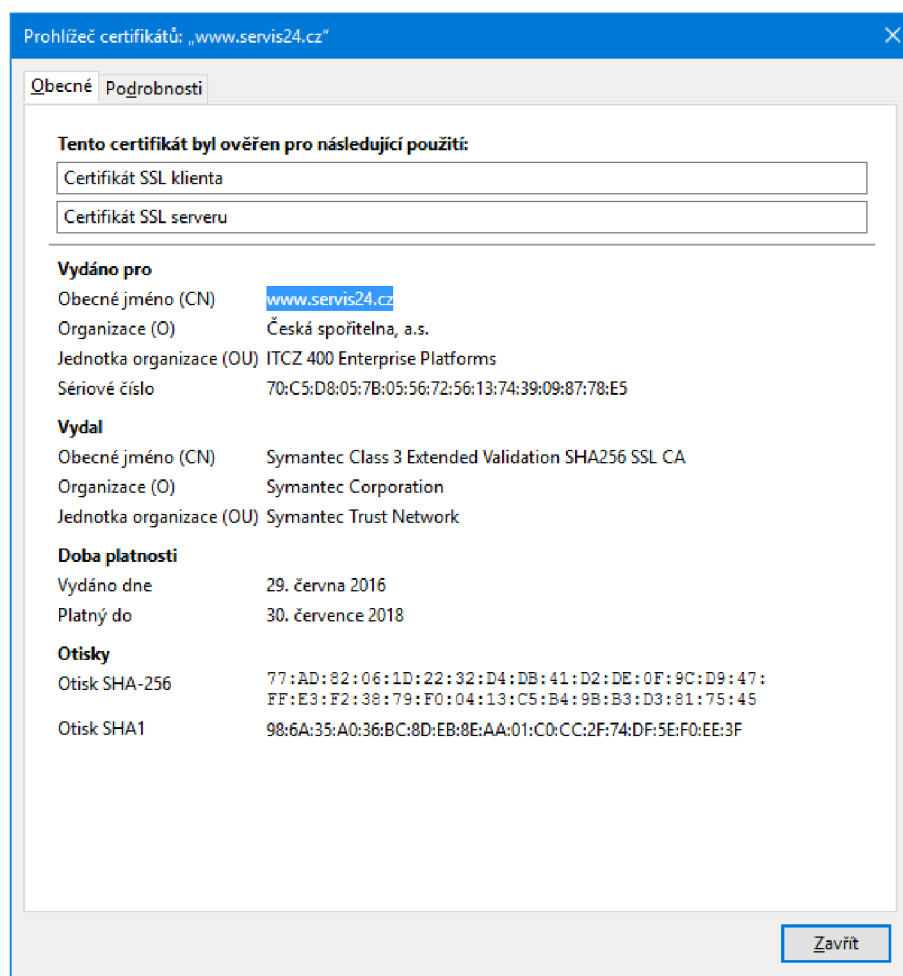 Prohlížeč certifikátů: „www.servis24.cz“
Obecné Podrobnosti
Tento certifikát byl ověřen pro následující použití:
Certifikát SSL klienta
Certifikát SSL serveru
Vydáno pro
Obecné jméno (CN) www.servis24.cz
Organizace (O) Česká spořitelna, a.s.
Jednotka organizace (OU) ITCZ 400 Enterprise Platforms
Sériové číslo 70:C5:D8:05:7B:05:56:72:56:13:74:39:09:87:78:E5
Vydal
Obecné jméno (CN) Symantec Class 3 Extended Validation SHA256 SSL CA
Organizace (O) Symantec Corporation
Jednotka organizace (OU) Symantec Trust Network
Doba platnosti
Vydáno dne 29. června 2016
Platný do 30. července 2018
Otisky
Otisk SHA-256 77:AD:82:06:1D:22:32:D4:DB:41:D2:DE:0F:9C:D9:47:
FF:E3:F2:38:79:F0:04:13:C5:B4:9B:B3:D3:81:75:45
Otisk SHA1 98:6A:35:A0:36:BC:8D:EB:8E:AA:01:C0:CC:2F:74:DF:5E:F0:EE:3F
Zavřít